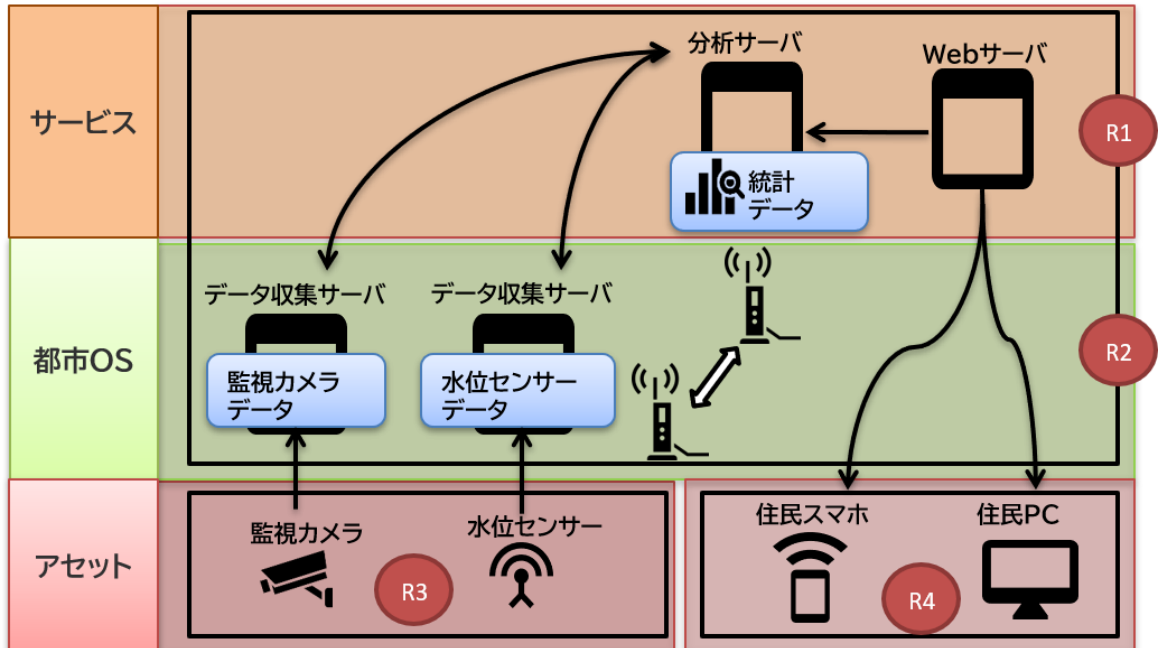 サービス
分析サーバ
Webサーバ
R1
統計
データ
都市OS
データ収集サーバ
データ収集サーバ
監視カメラ
データ
水位センサー
データ
R2
アセット
監視カメラ
水位センサー
R3
住民スマホ
住民PC
R4